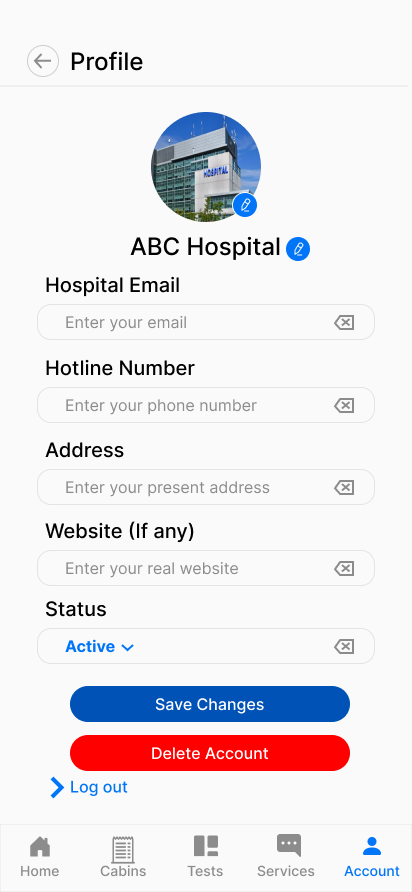 Profile
HOSPITAL
ABC Hospital
Hospital Email
Enter your email
Hotline Number
Enter your phone number
Address
Enter your present address
Website (If any)
Enter your real website
Status
Active
Save Changes
Delete Account
Log out
Home Cabins Tests Services Account